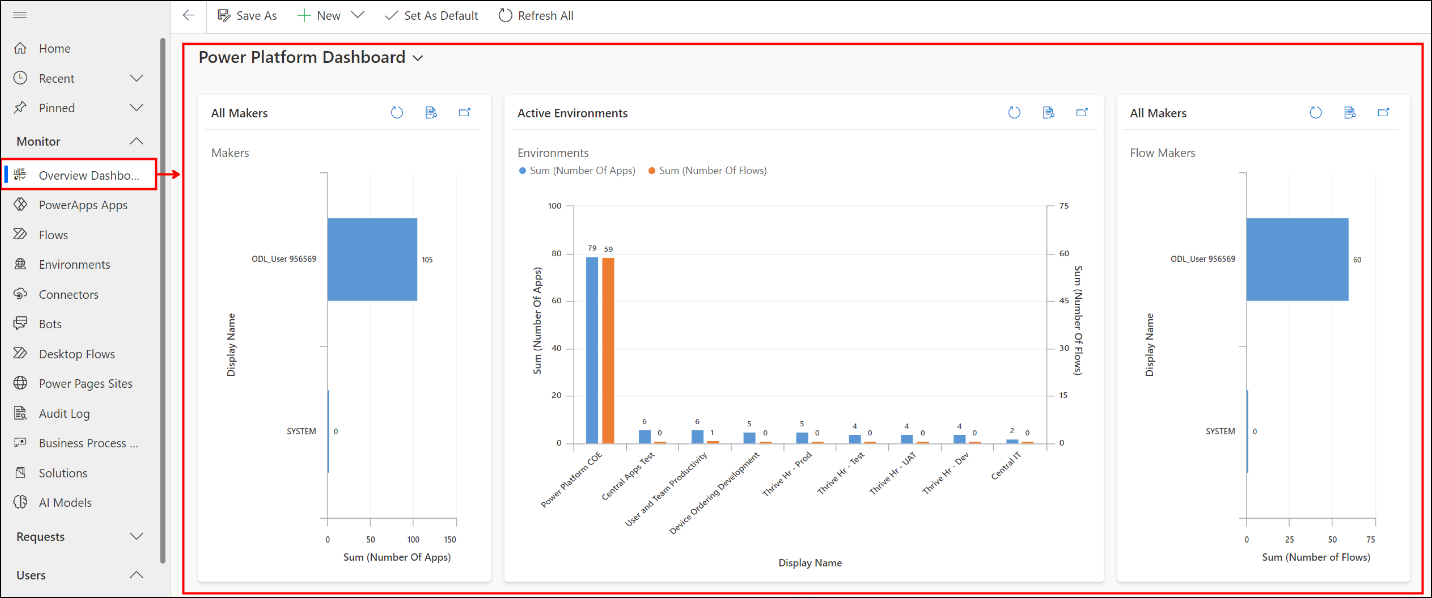 Save As
New
Set As Default
Refresh All
Home
Recent
Pinned
Monitor
Overview Dashbo...
PowerApps Apps
Flows
Environments
Connectors
Bots
Desktop Flows
Power Pages Sites
Audit Log
Business Process ...
Solutions
AI Models
Requests
Users
Power Platform Dashboard
All Makers
Makers
Display Name
ODL_User 956569
105
SYSTEM
0
0 50 100 150
Sum (Number Of Apps)
Active Environments
Environments
Sum (Number Of Apps) Sum (Number Of Flows)
Sum (Number Of Apps)
100
80
60
40
20
0
79 59
6 0
6 1
5 0
5 0
4 0
4 0
4 0
2 0
75
60
45
30
15
0
Sum (Number Of Flows)
Power Platform COE
Central Apps Test
User and Team Productivity
Device Ordering Development
Thrive Hr - Prod
Thrive Hr - Test
Thrive Hr - UAT
Thrive Hr - Dev
Central IT
Display Name
All Makers
Flow Makers
Display Name
ODL_User 956569
60
SYSTEM
0
0 25 50 75
Sum (Number of Flows)